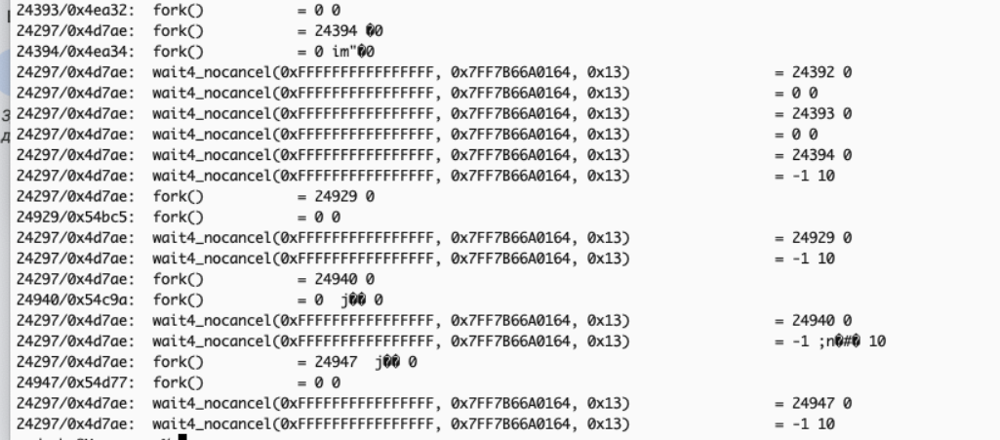 24393/0x4ea32:  fork()		 = 0 0
24297/0x4d7ae:  fork()		 = 24394 �0
24394/0x4ea34:  fork()		 = 0 im"�0
24297/0x4d7ae:  wait4_nocancel(0xFFFFFFFFFFFFFFFF, 0x7FF7B66A0164, 0x13)		 = 24392 0
24297/0x4d7ae:  wait4_nocancel(0xFFFFFFFFFFFFFFFF, 0x7FF7B66A0164, 0x13)		 = 0 0
24297/0x4d7ae:  wait4_nocancel(0xFFFFFFFFFFFFFFFF, 0x7FF7B66A0164, 0x13)		 = 24393 0
24297/0x4d7ae:  wait4_nocancel(0xFFFFFFFFFFFFFFFF, 0x7FF7B66A0164, 0x13)		 = 0 0
24297/0x4d7ae:  wait4_nocancel(0xFFFFFFFFFFFFFFFF, 0x7FF7B66A0164, 0x13)		 = 24394 0
24297/0x4d7ae:  wait4_nocancel(0xFFFFFFFFFFFFFFFF, 0x7FF7B66A0164, 0x13)		 = -1 10
24297/0x4d7ae:  fork()		 = 24929 0
24929/0x54bc5:  fork()		 = 0 0
24297/0x4d7ae:  wait4_nocancel(0xFFFFFFFFFFFFFFFF, 0x7FF7B66A0164, 0x13)		 = 24929 0
24297/0x4d7ae:  wait4_nocancel(0xFFFFFFFFFFFFFFFF, 0x7FF7B66A0164, 0x13)		 = -1 10
24297/0x4d7ae:  fork()		 = 24940 0
24940/0x54c9a:  fork()		 = 0  j�� 0
24297/0x4d7ae:  wait4_nocancel(0xFFFFFFFFFFFFFFFF, 0x7FF7B66A0164, 0x13)		 = 24940 0
24297/0x4d7ae:  wait4_nocancel(0xFFFFFFFFFFFFFFFF, 0x7FF7B66A0164, 0x13)		 = -1 ;n�#� 10
24297/0x4d7ae:  fork()		 = 24947  j�� 0
24947/0x54d77:  fork()		 = 0 0
24297/0x4d7ae:  wait4_nocancel(0xFFFFFFFFFFFFFFFF, 0x7FF7B66A0164, 0x13)		 = 24947 0
24297/0x4d7ae:  wait4_nocancel(0xFFFFFFFFFFFFFFFF, 0x7FF7B66A0164, 0x13)		 = -1 10